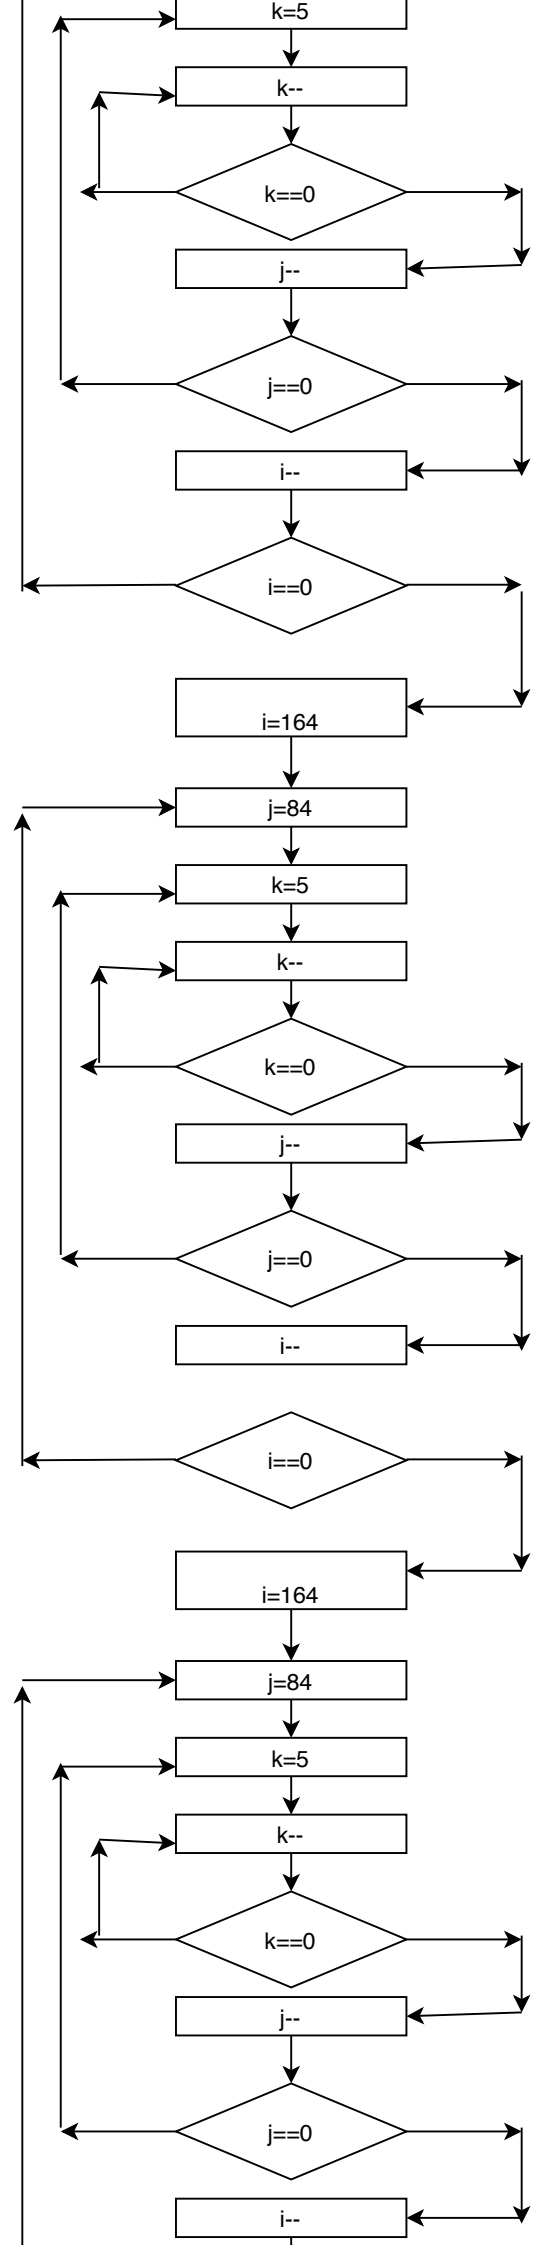 k=5
k--
k==0
j--
j==0
i--
i==0
i=164
j=84
k=5
k--
k==0
j--
j==0
i--
i==0
i=164
j=84
k=5
k--
k==0
j--
j==0
i--